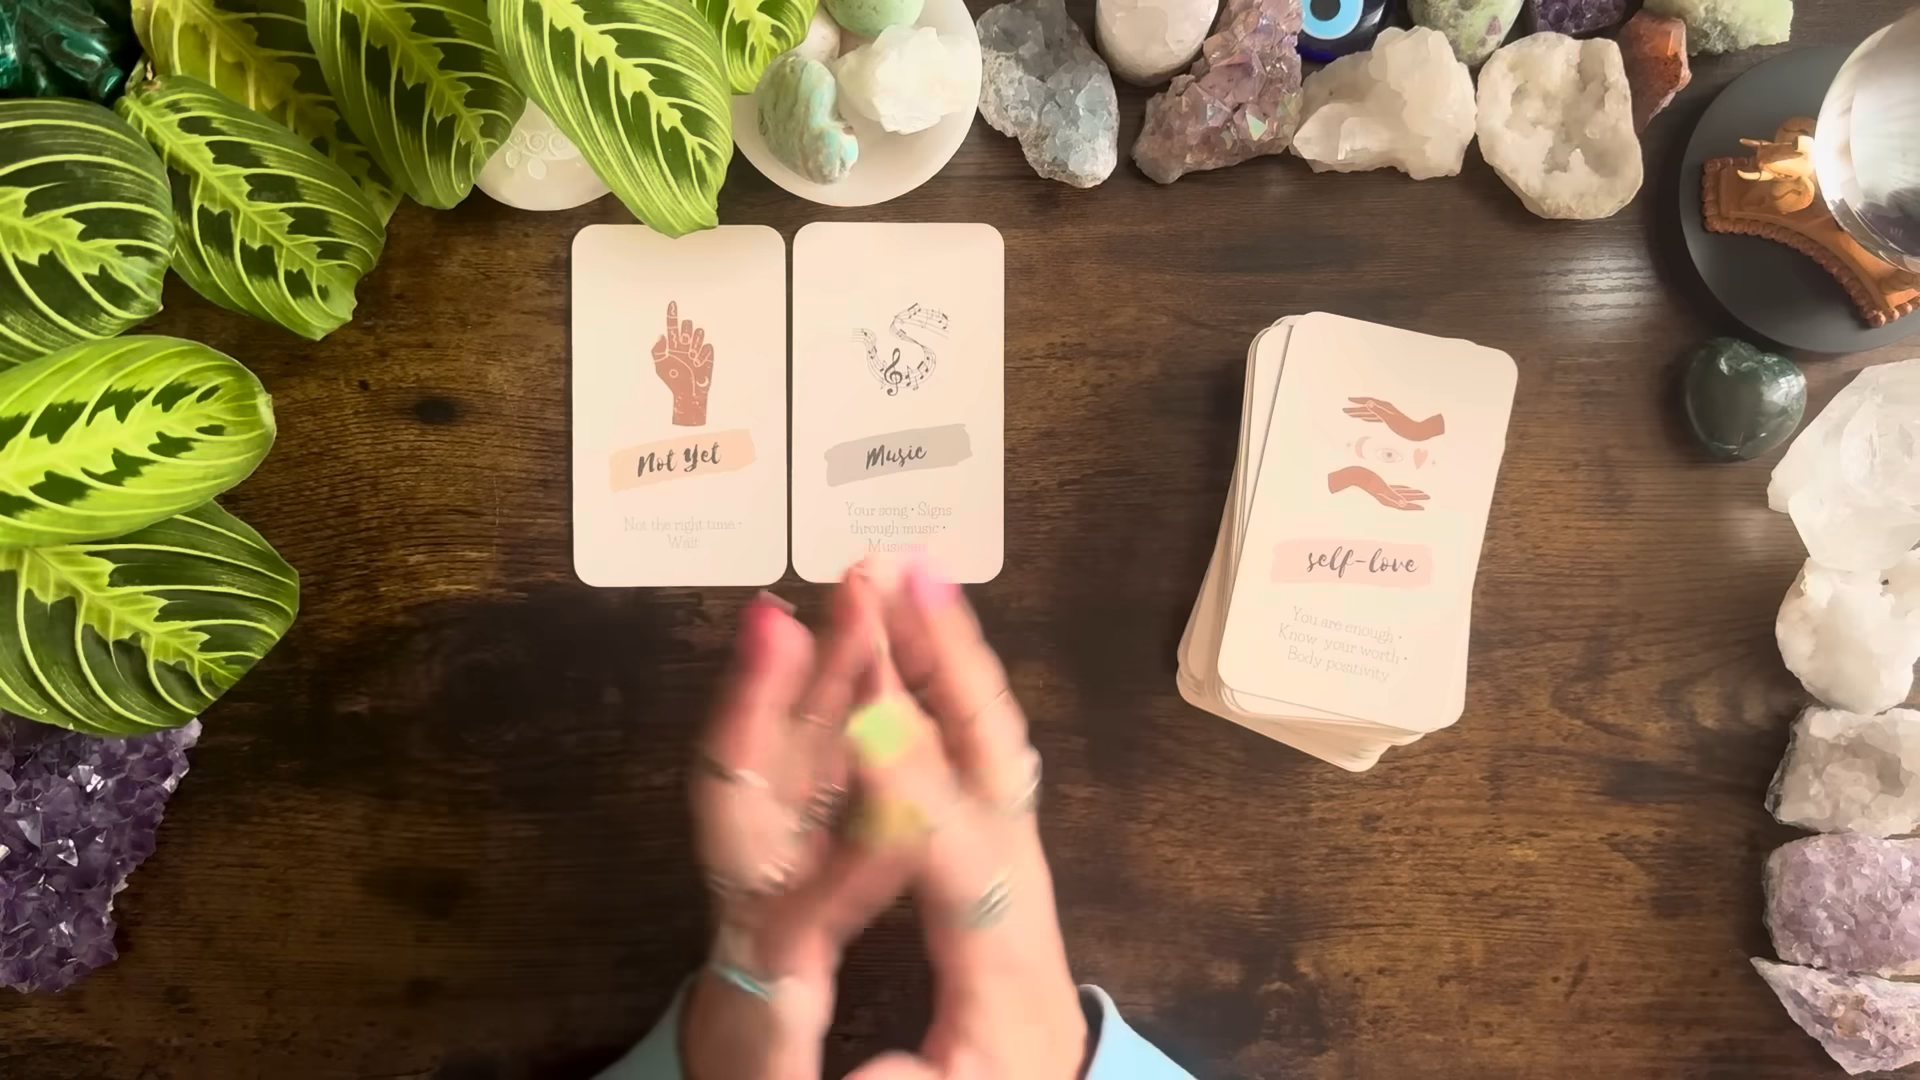 Not Yet
Not the right time •
Wait
Music
Your song • Signs
through music •
self-love
You are enough •
Know your worth •
Body positivity